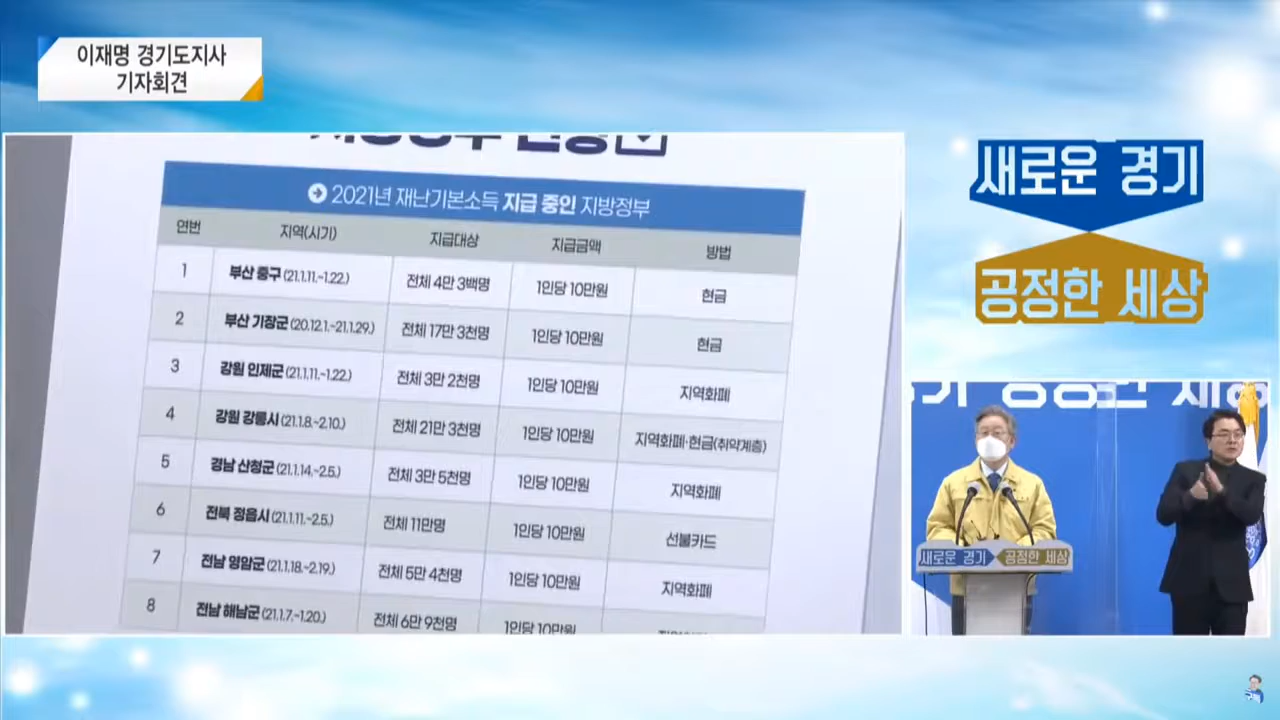 이재명 경기도지사
기자회견
2021년 재난기본소득 지급 중인 지방정부
연번 지역(시기) 지급대상 지급금액 방법
1 부산 중구 (21.1.11.~1.22.) 전체 4만 3백명 1인당 10만원 현금
2 부산 기장군 (20.12.1.~21.1.29.) 전체 17만 3천명 1인당 10만원 현금
3 강원 인제군 (21.1.11.~1.22.) 전체 3만 2천명 1인당 10만원 지역화폐
4 강원 강릉시 (21.1.8.~2.10.) 전체 21만 3천명 1인당 10만원 지역화폐·현금(취약계층)
5 경남 산청군 (21.1.14.~2.5.) 전체 3만 5천명 1인당 10만원 지역화폐
6 전북 정읍시 (21.1.11.~2.5.) 전체 11만명 1인당 10만원 선불카드
7 전남 영암군 (21.1.18.~2.19.) 전체 5만 4천명 1인당 10만원 지역화폐
8 전남 해남군 (21.1.7.~1.20.) 전체 6만 9천명 1인당 10만원
새로운 경기
공정한 세상
새로운 경기 공정한 세상